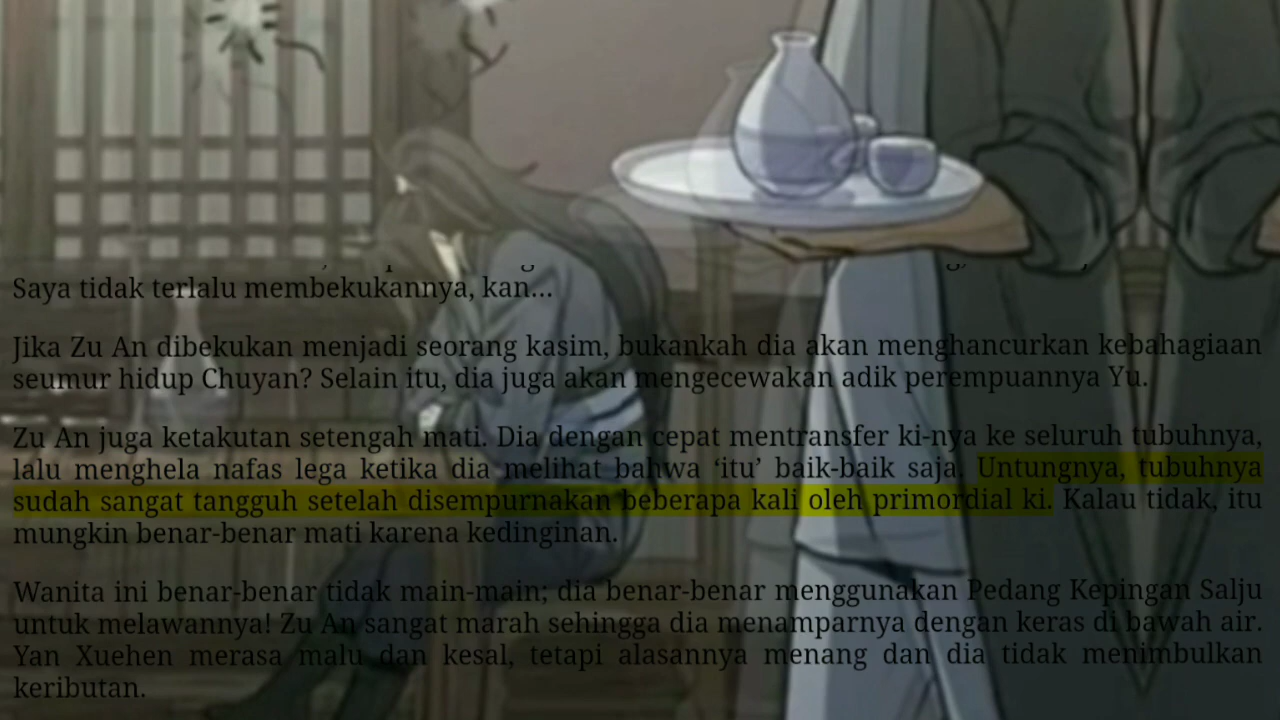 Saya tidak terlalu membekukannya, kan...
Jika Zu An dibekukan menjadi seorang kasim, bukankah dia akan menghancurkan kebahagiaan
seumur hidup Chuyan? Selain itu, dia juga akan mengecewakan adik perempuannya Yu.
Zu An juga ketakutan setengah mati. Dia dengan cepat mentransfer ki-nya ke seluruh tubuhnya,
lalu menghela nafas lega ketika dia melihat bahwa ‘itu’ baik-baik saja. Untungnya, tubuhnya
sudah sangat tangguh setelah disempurnakan beberapa kali oleh primordial ki. Kalau tidak, itu
mungkin benar-benar mati karena kedinginan.
Wanita ini benar-benar tidak main-main; dia benar-benar menggunakan Pedang Kepingan Salju
untuk melawannya! Zu An sangat marah sehingga dia menamparnya dengan keras di bawah air.
Yan Xuehen merasa malu dan kesal, tetapi alasannya menang dan dia tidak menimbulkan
keributan.